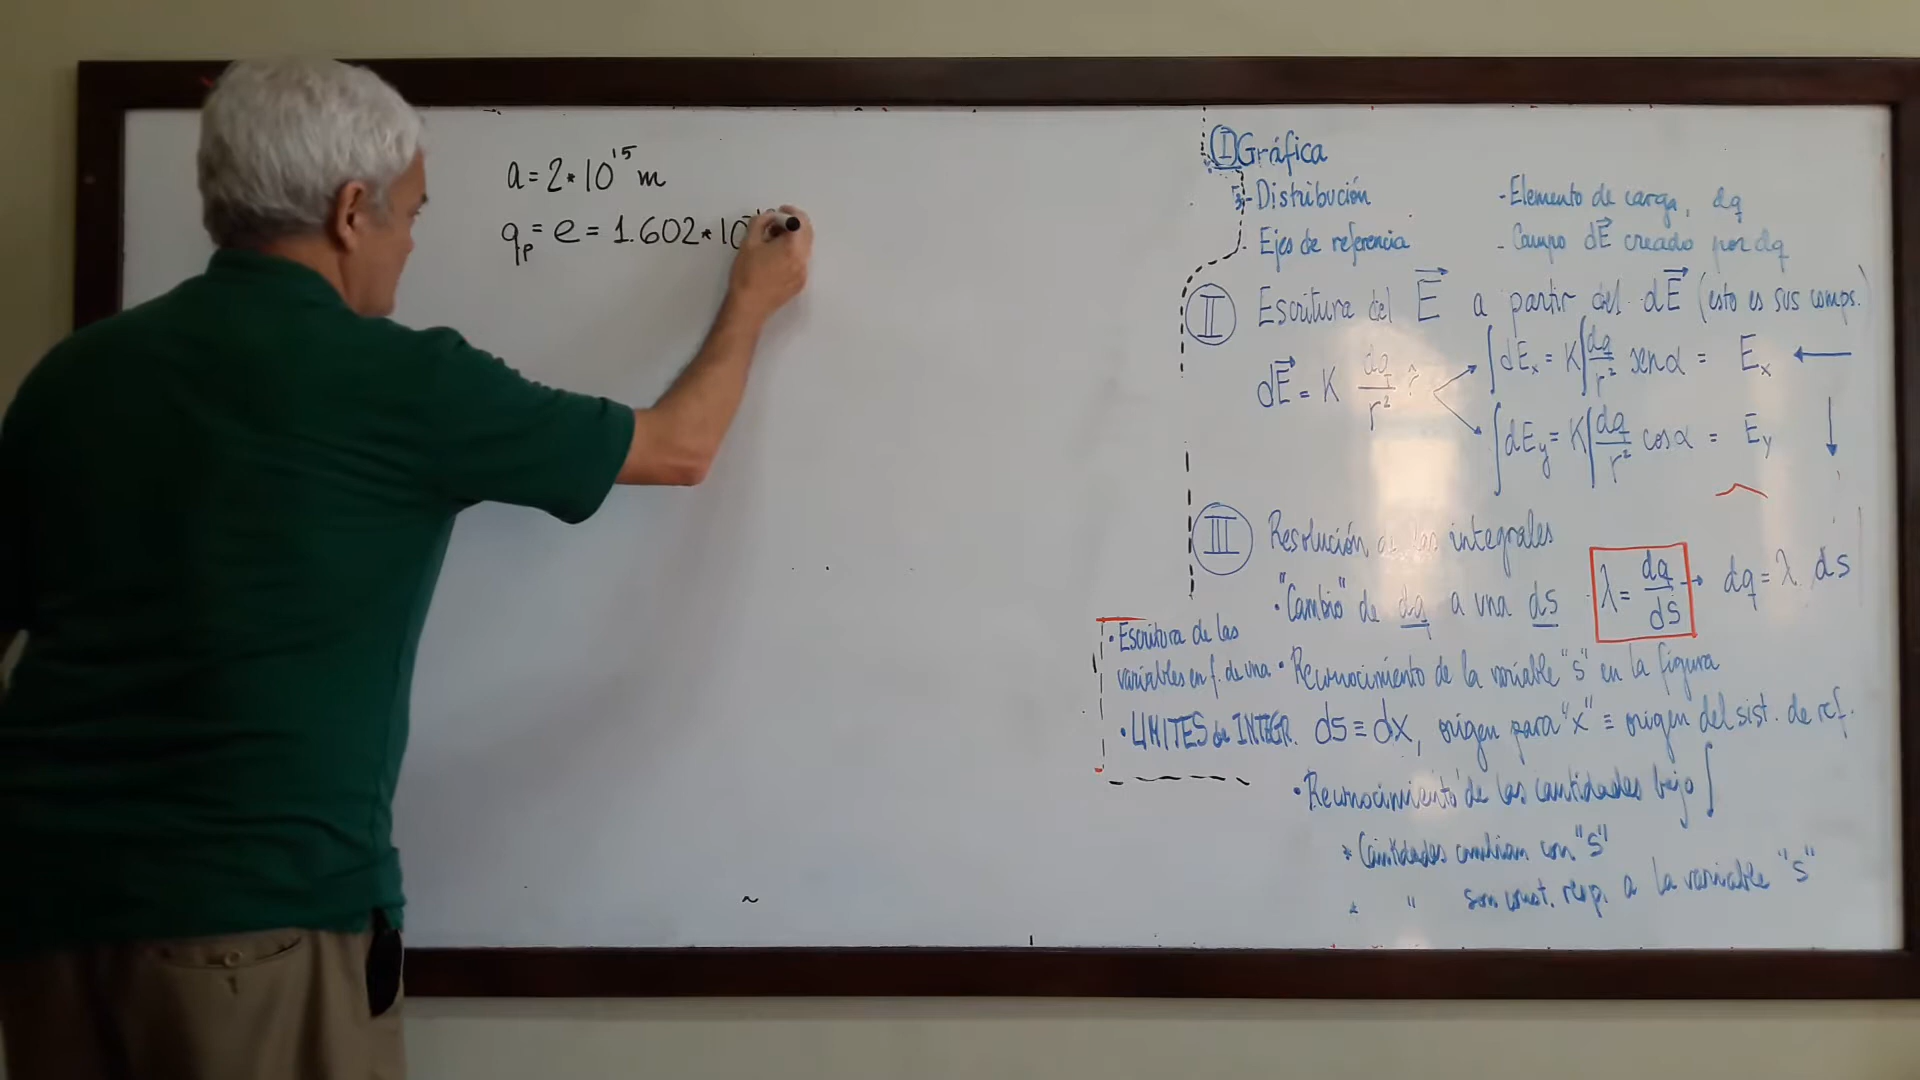 a = 2 * 10^15 m
q_p = e = 1.602 * 10
I Gráfica
- Distribución
- Ejes de referencia
- Elemento de carga, dq
- Campo dE creado por dq
II Escritura del E a partir del dE (esto es sus comps.
dE = K dq/r² r̂
∫dEx = K∫dq/r² senα = Ex
∫dEy = K∫dq/r² cosα = Ey
III Resolución de las integrales
• "Cambio" de dq a una ds
λ = dq/ds → dq = λ ds
• Escritura de las
variables en f. de una
• LIMITES de INTEGR.
• Reconocimiento de la variable "s" en la figura
ds ≡ dx, origen para "x" ≡ origen del sist. de ref.
• Reconocimiento de las cantidades bajo ∫
* Cantidades cambian con "s"
* " son const. resp. a la variable "s"